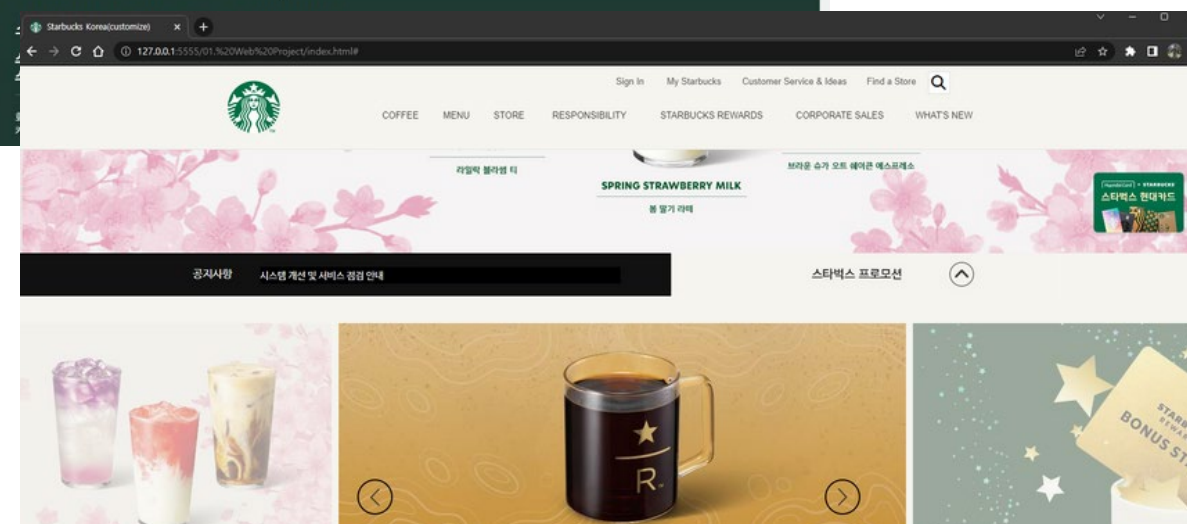 Starbucks Korea(customize)
127.0.0.1:5555/01.%20Web%20Project/index.html#
Sign In My Starbucks Customer Service & Ideas Find a Store
COFFEE MENU STORE RESPONSIBILITY STARBUCKS REWARDS CORPORATE SALES WHAT'S NEW
라일락 블라썸 티
브라운 슈가 오트 쉐이큰 에스프레소
SPRING STRAWBERRY MILK
봄 딸기 라떼
HyundaiCard × STARBUCKS
스타벅스 현대카드
공지사항 시스템 개선 및 서비스 점검 안내
스타벅스 프로모션
R.
BONUS ST